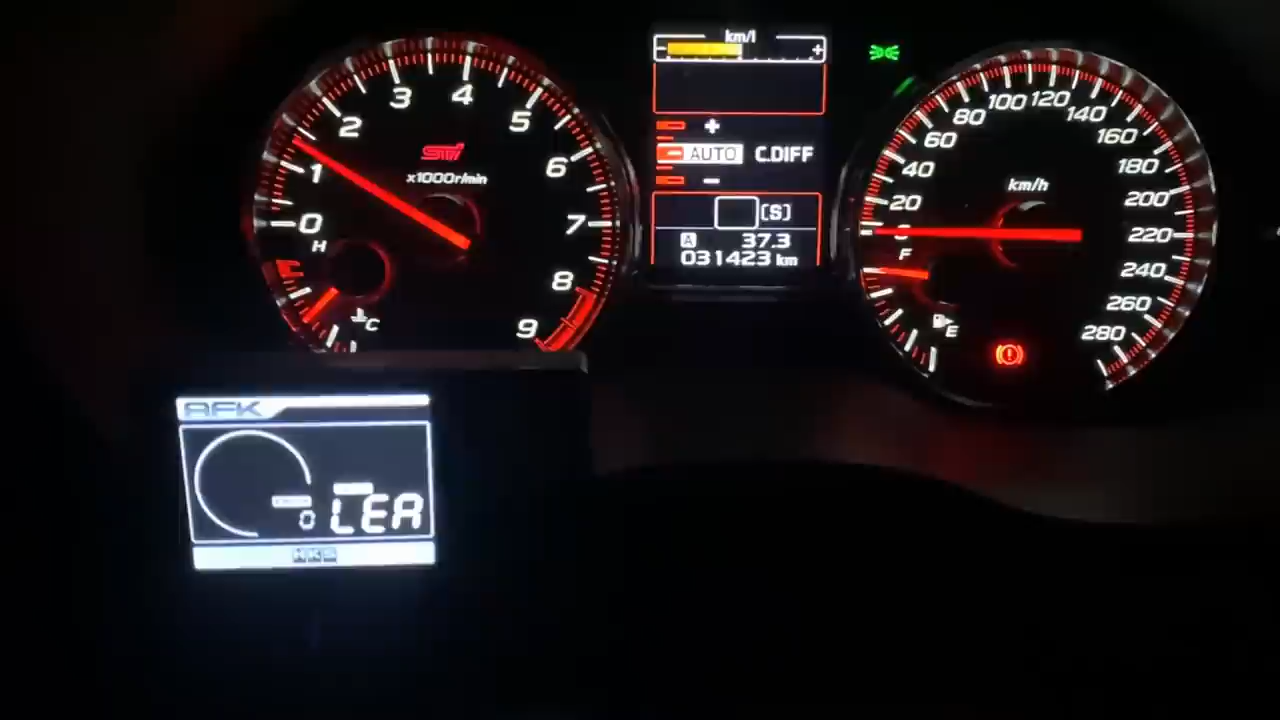 0
1
2
3
4
5
6
7
8
9
STI
x1000r/min
H
C
km/l
- +
+
AUTO C.DIFF
-
[S]
A 37.3
031423 km
20
40
60
80
100
120
140
160
180
200
220
240
260
280
km/h
F
E
AFK
0 LEA
HKS